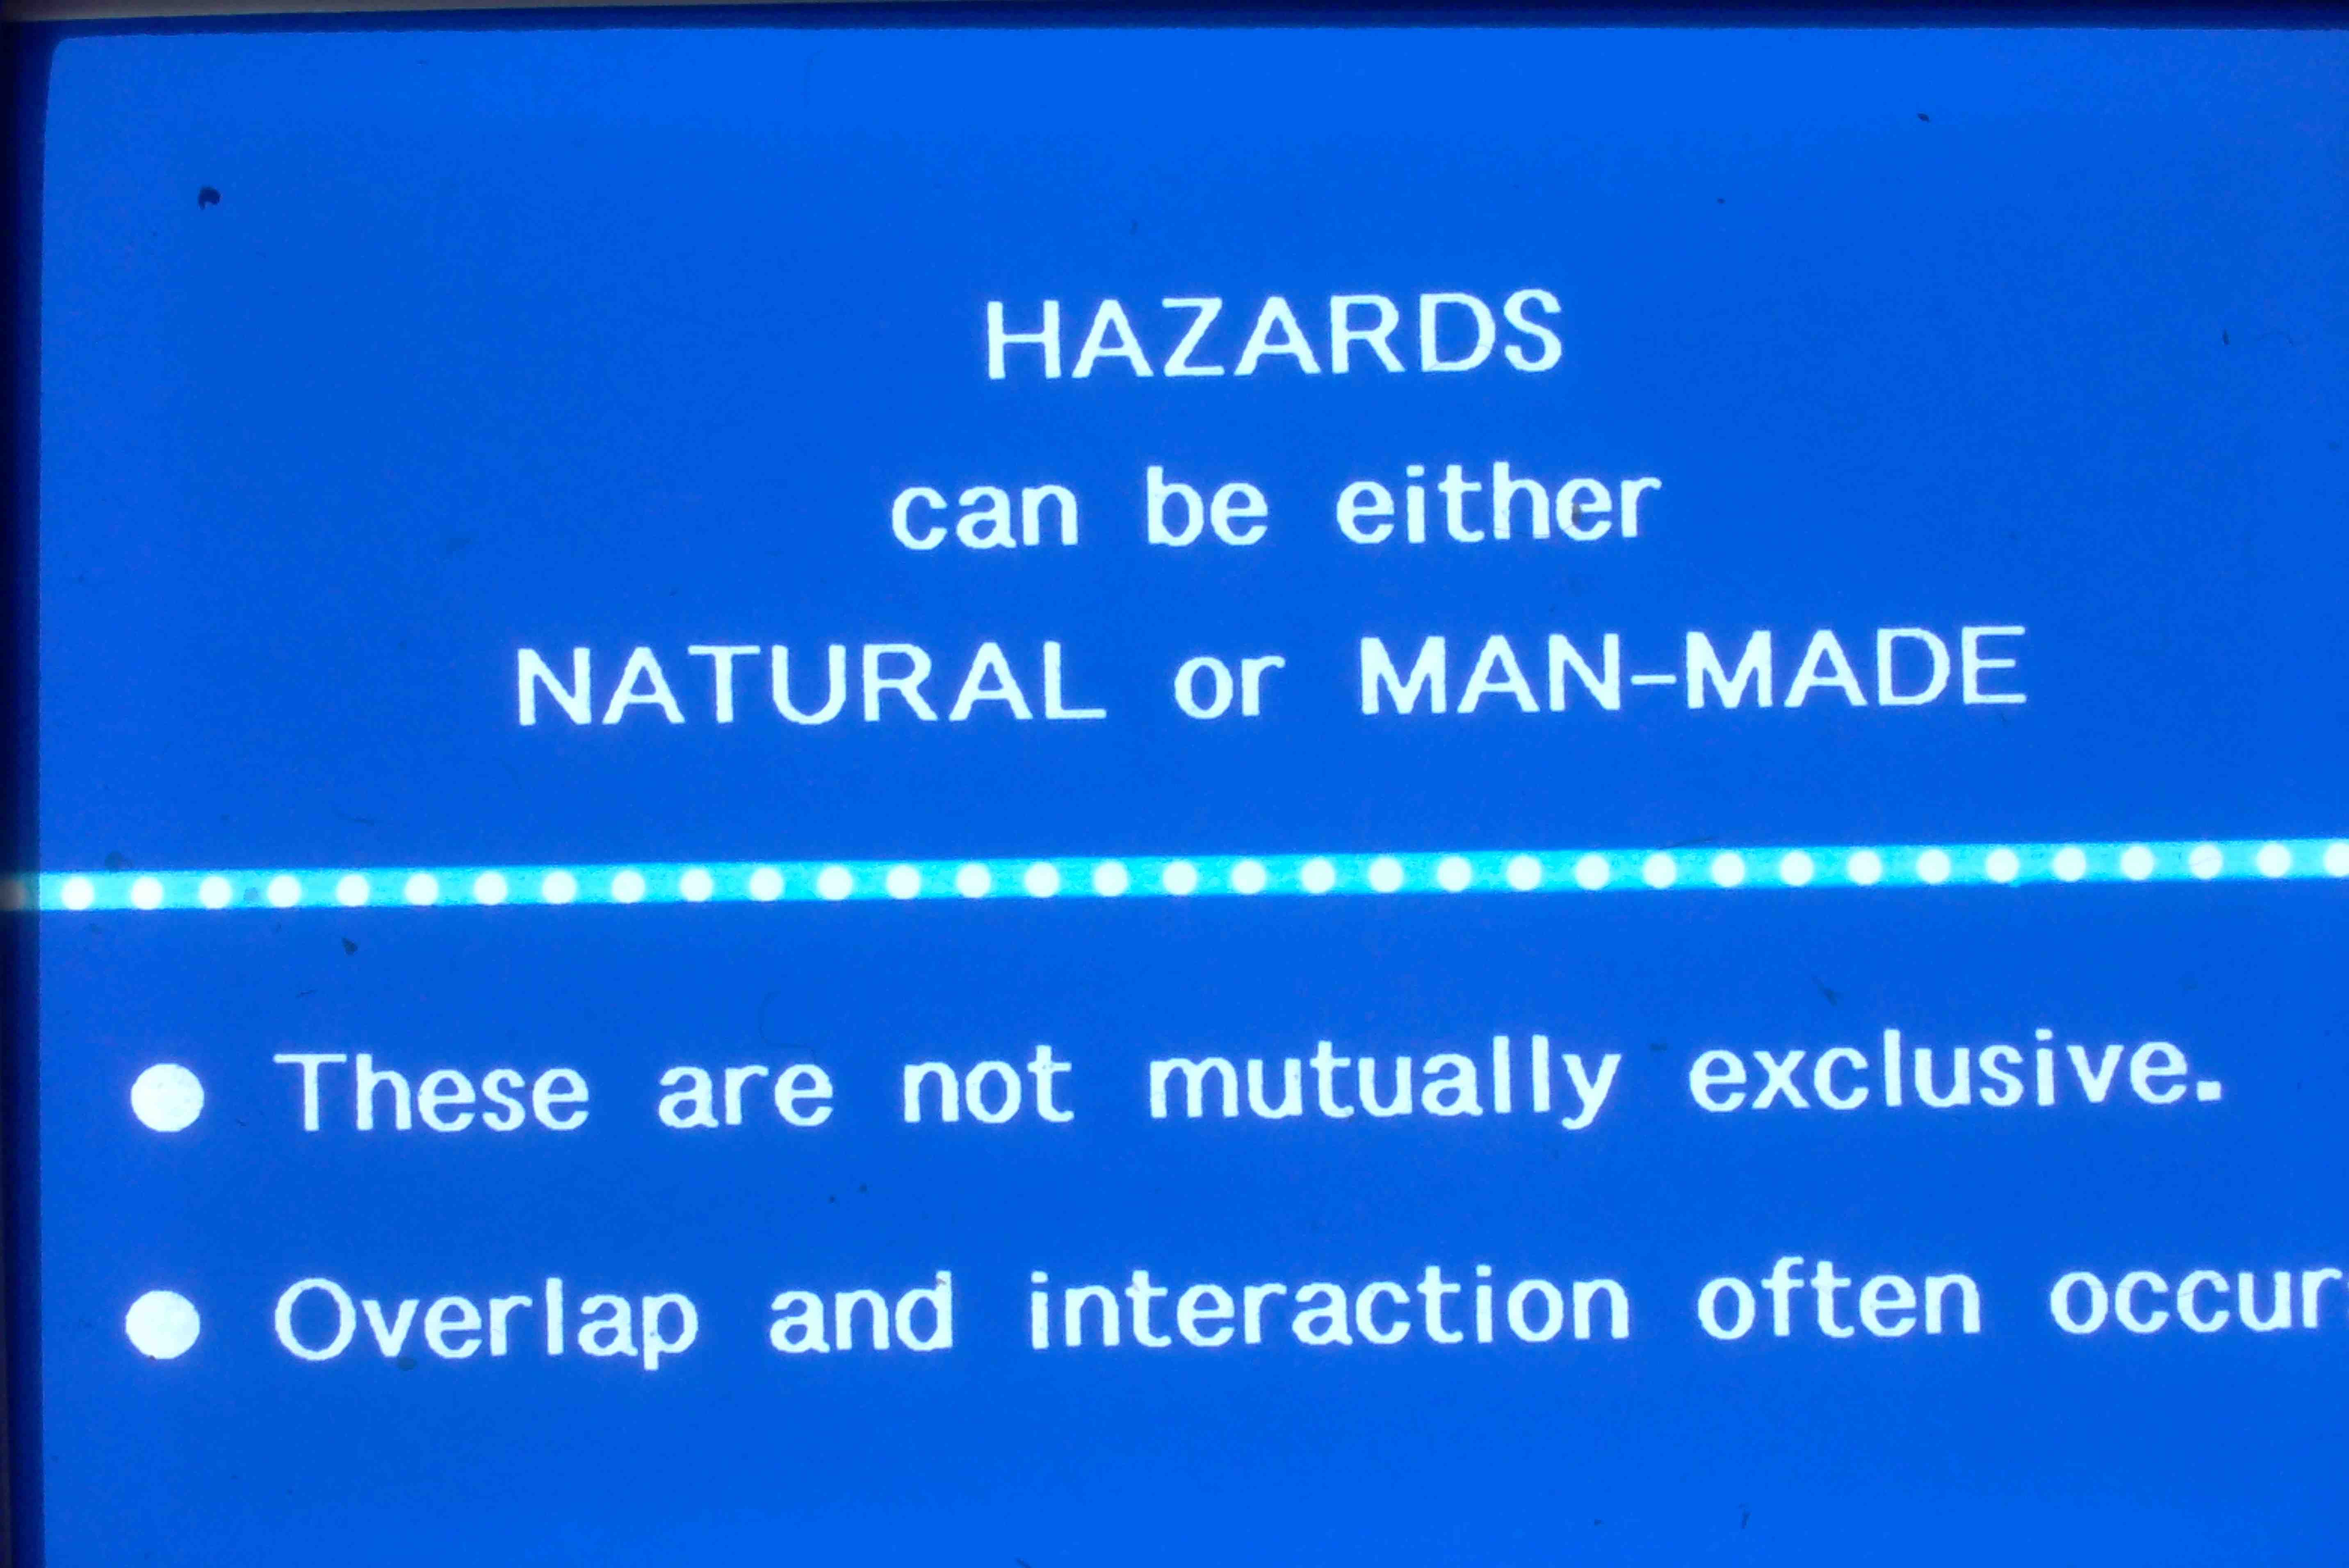 HAZARDS
can be either
NATURAL or MAN-MADE
● These are not mutually exclusive.
● Overlap and interaction often occur